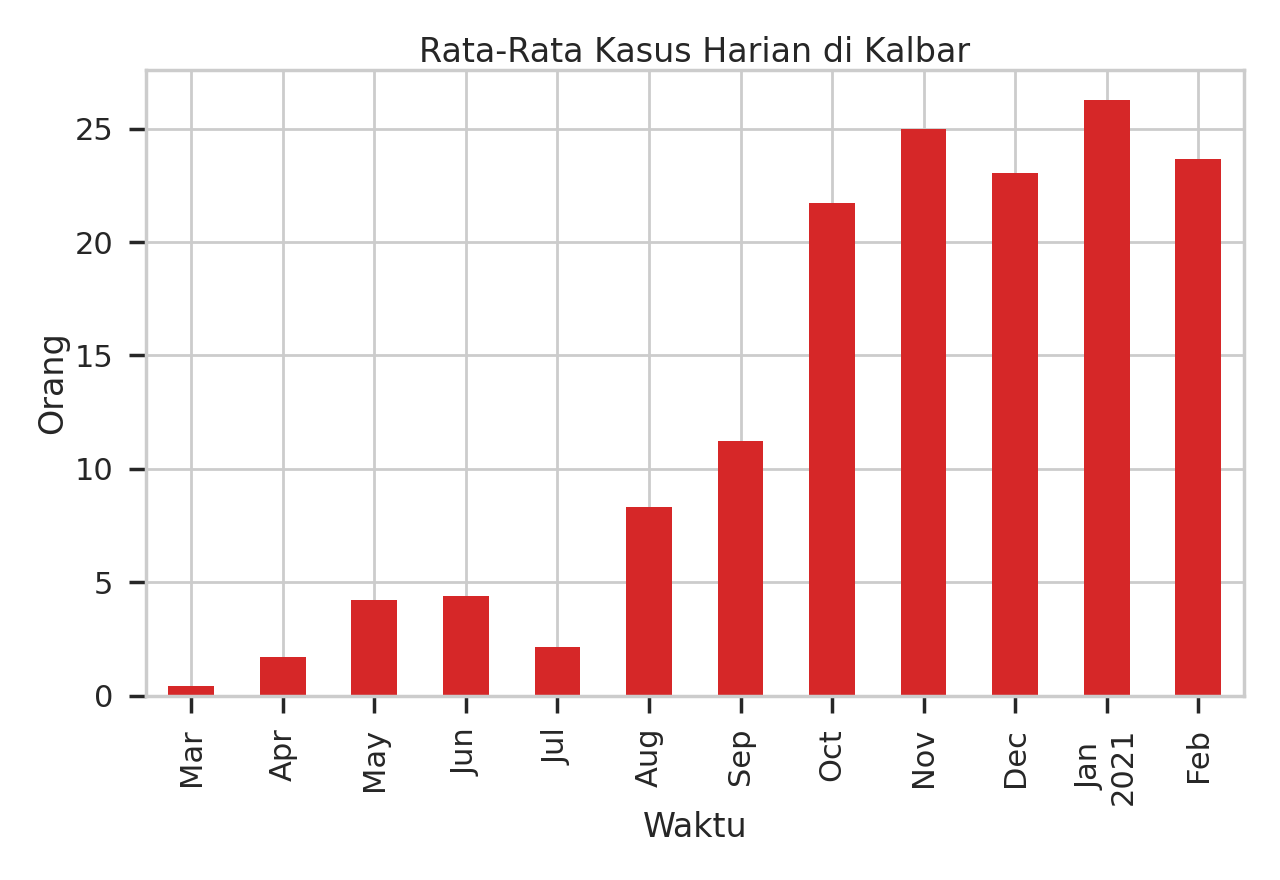 Rata-Rata Kasus Harian di Kalbar
Orang
25
20
15
10
5
0
Mar
Apr
May
Jun
Jul
Aug
Sep
Oct
Nov
Dec
Jan
2021
Feb
Waktu